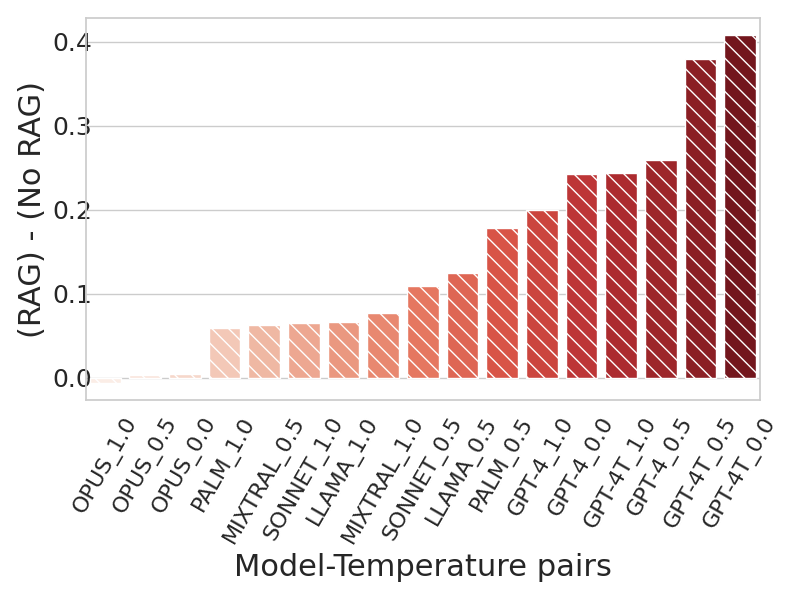 (RAG) - (No RAG)
0.4
0.3
0.2
0.1
0.0
OPUS_1.0
OPUS_0.5
OPUS_0.0
PALM_1.0
MIXTRAL_0.5
SONNET_1.0
LLAMA_1.0
MIXTRAL_1.0
SONNET_0.5
LLAMA_0.5
PALM_0.5
GPT-4_1.0
GPT-4_0.0
GPT-4T_1.0
GPT-4_0.5
GPT-4T_0.5
GPT-4T_0.0
Model-Temperature pairs